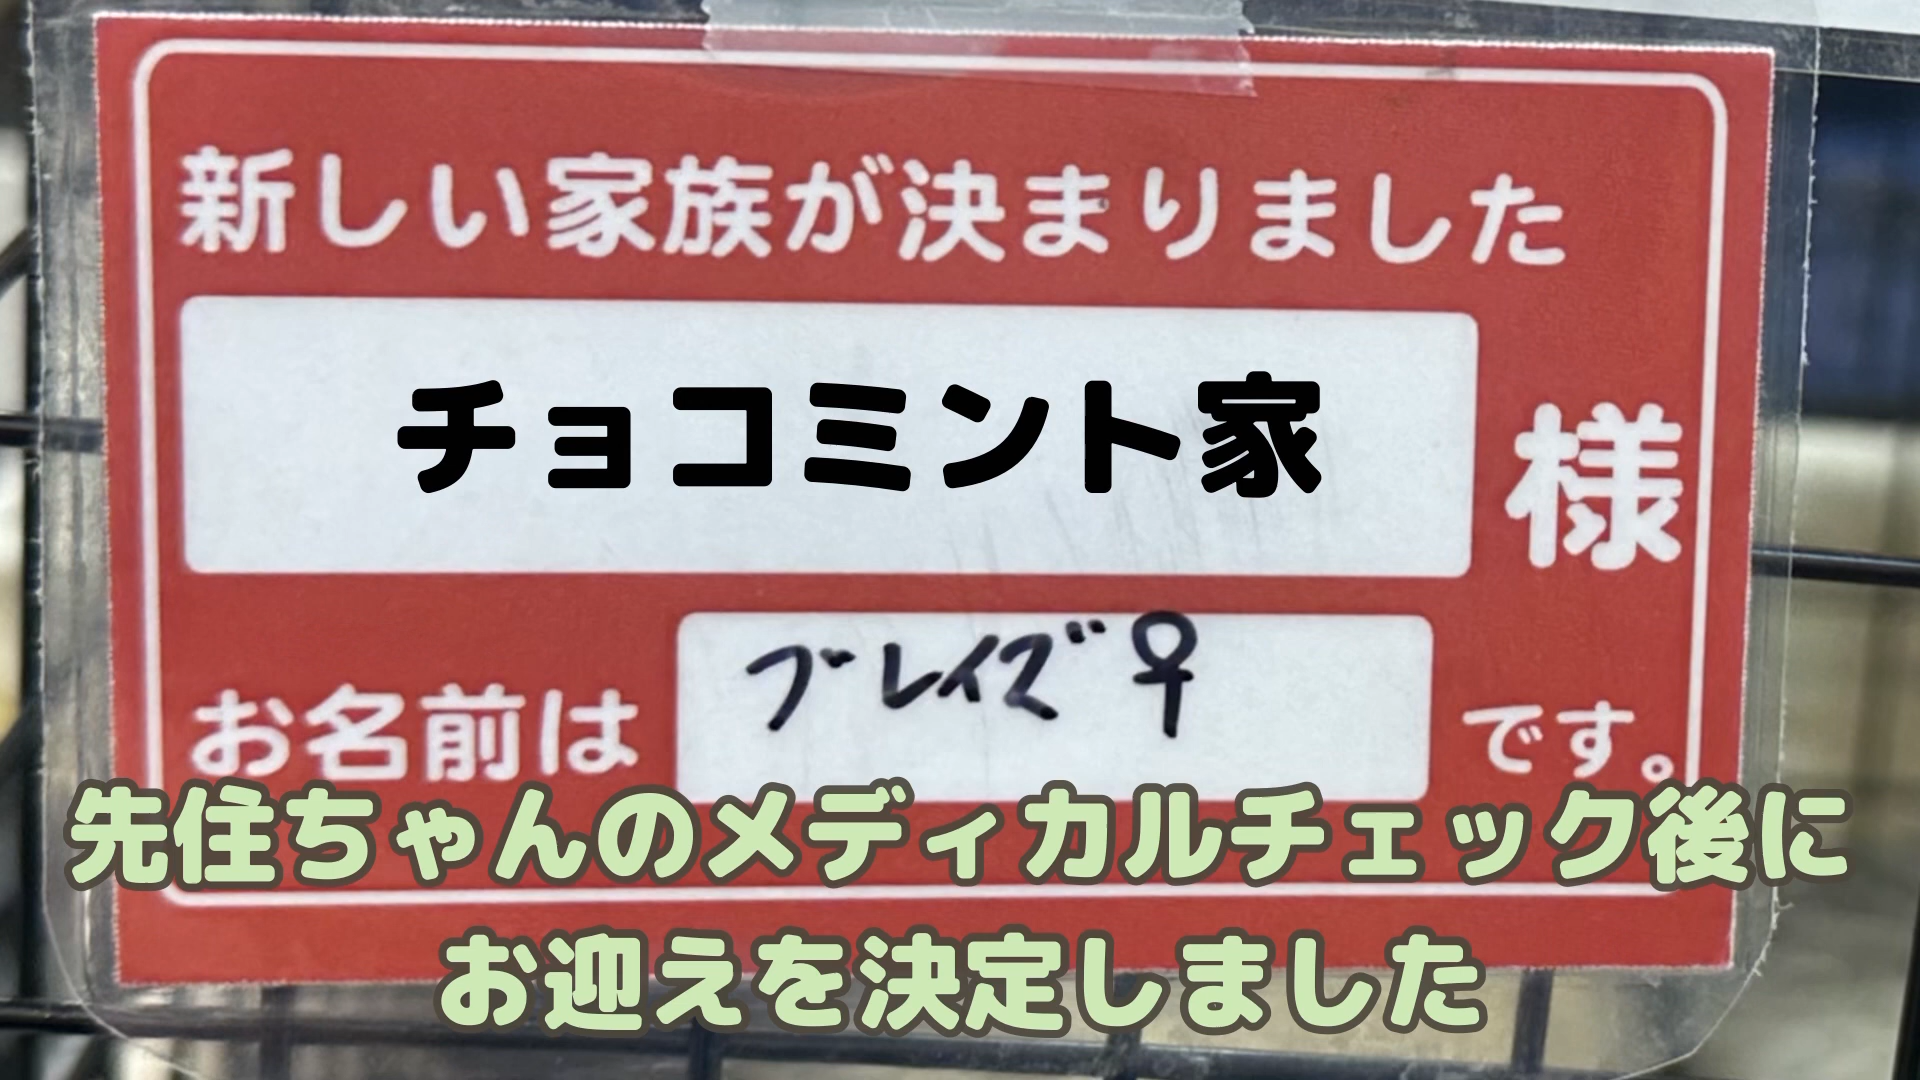 新しい家族が決まりました
チョコミント家
様
お名前は ブレイズ♀ です。
先住ちゃんのメディカルチェック後に
お迎えを決定しました